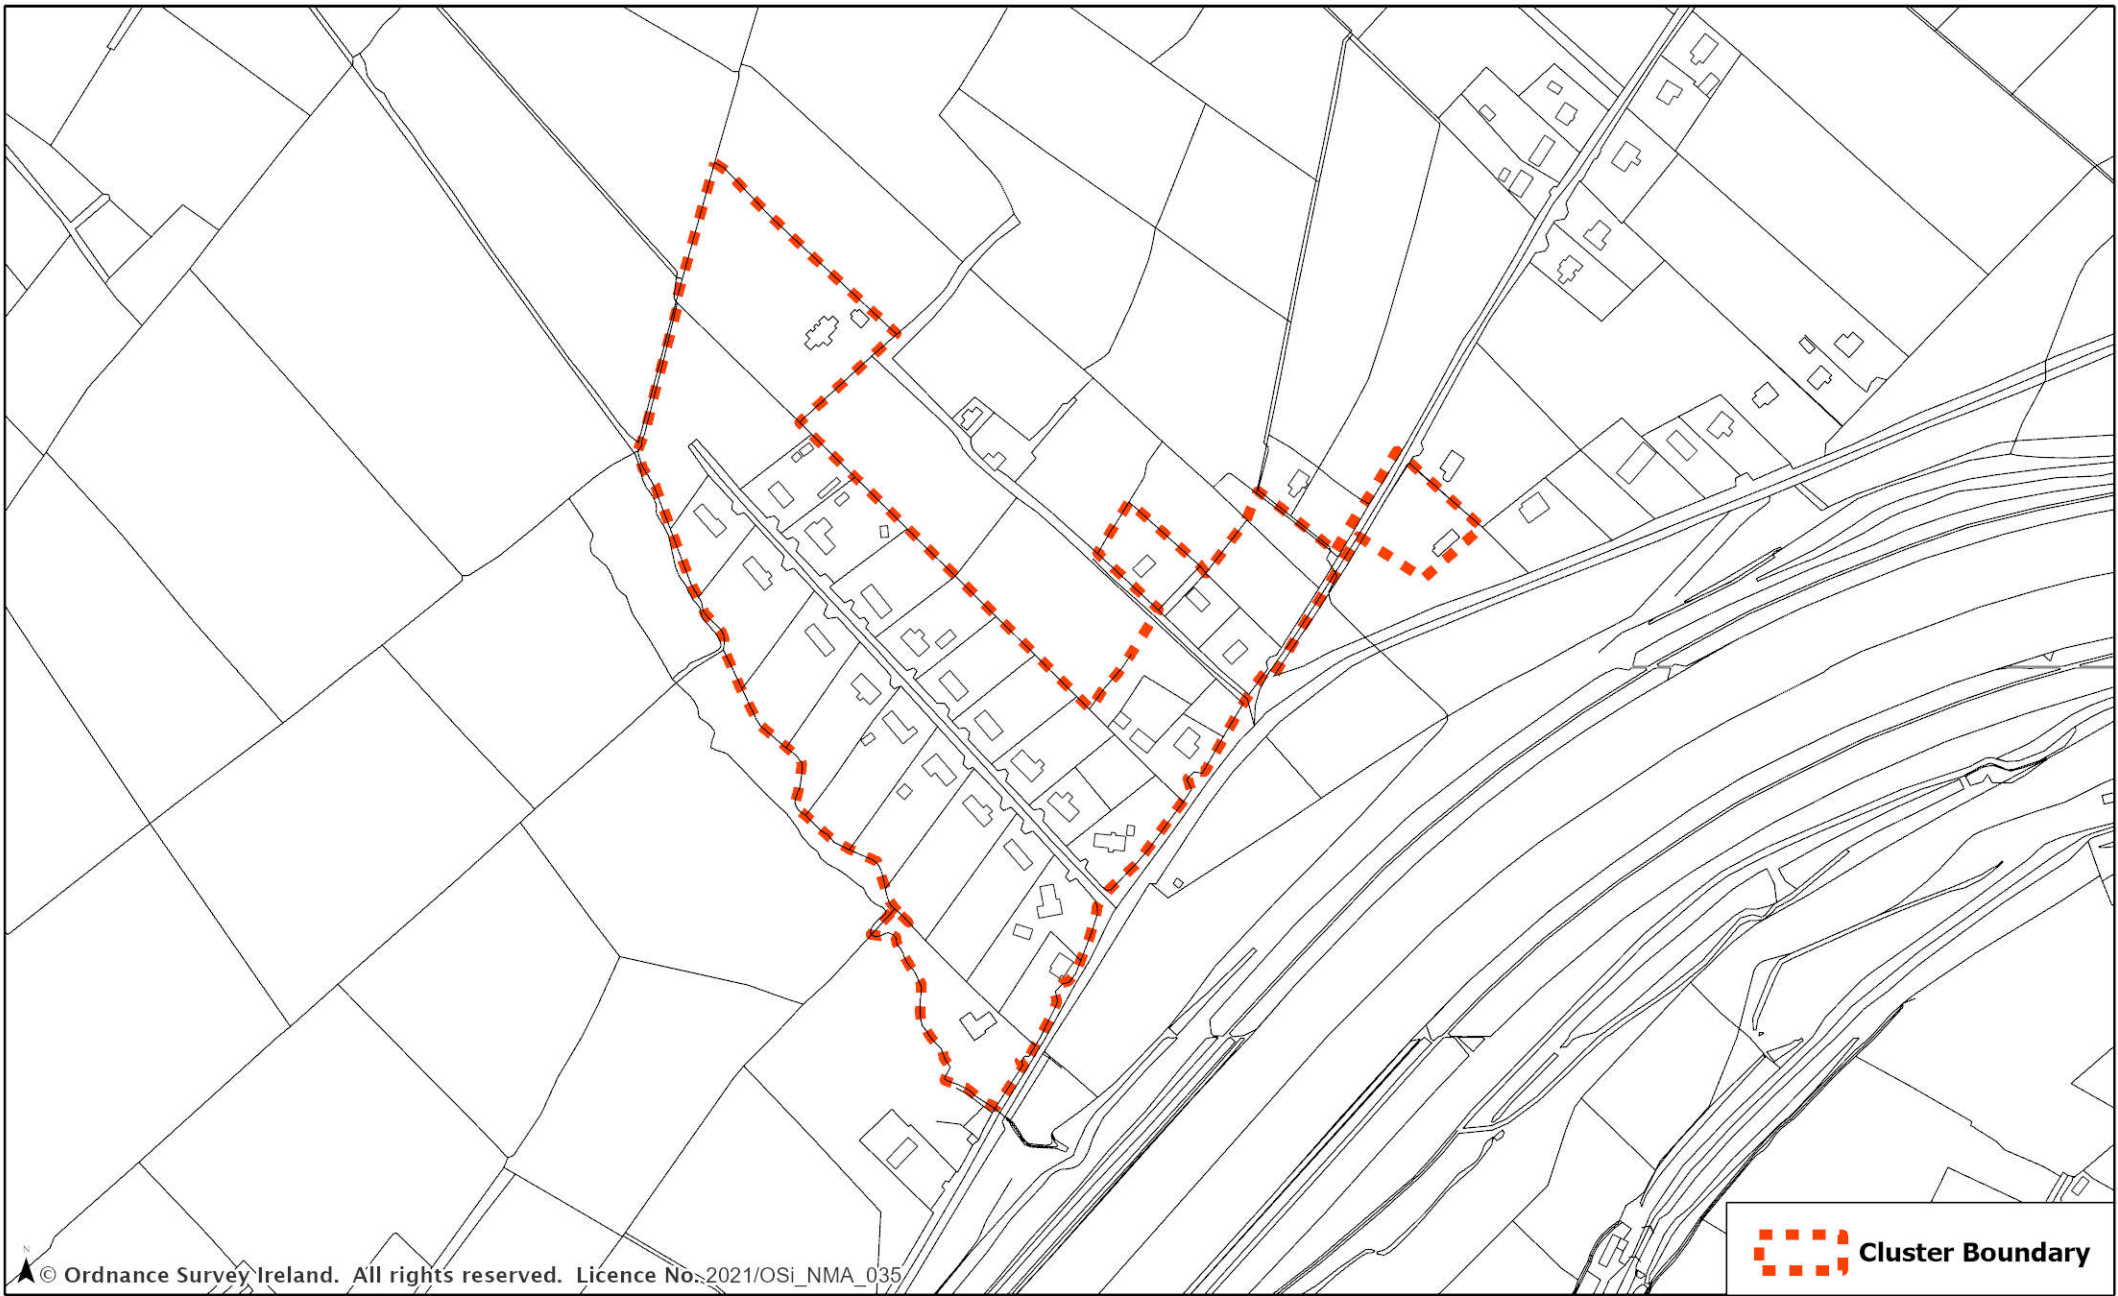 N
© Ordnance Survey Ireland. All rights reserved. Licence No. 2021/OSi_NMA_035
Cluster Boundary